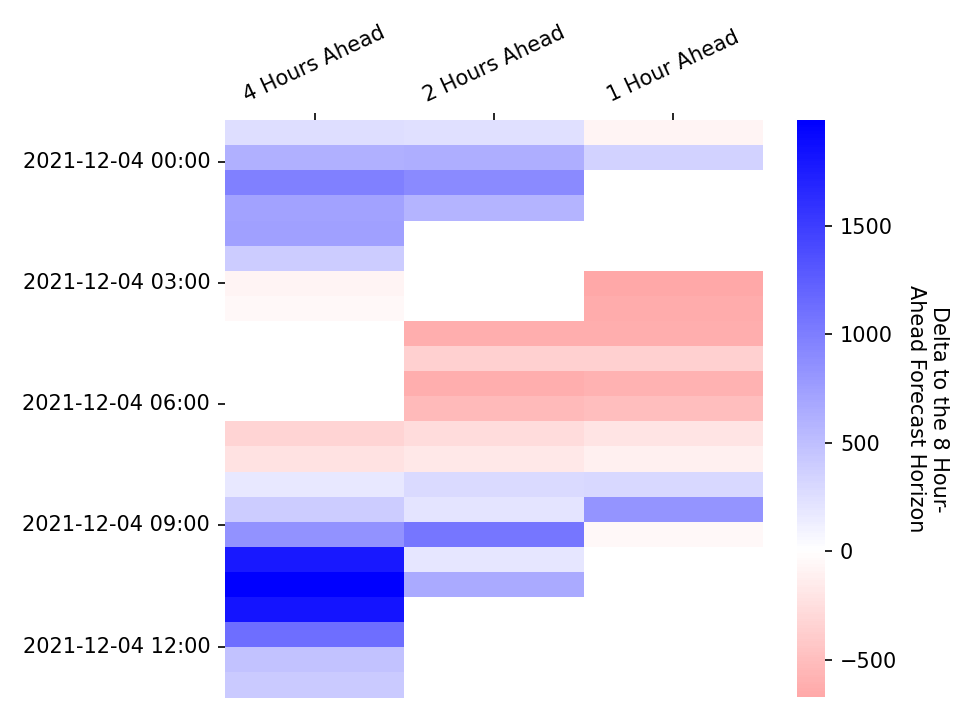 4 Hours Ahead
2 Hours Ahead
1 Hour Ahead
2021-12-04 00:00
2021-12-04 03:00
2021-12-04 06:00
2021-12-04 09:00
2021-12-04 12:00
1500
1000
500
0
−500
Delta to the 8 Hour-
Ahead Forecast Horizon